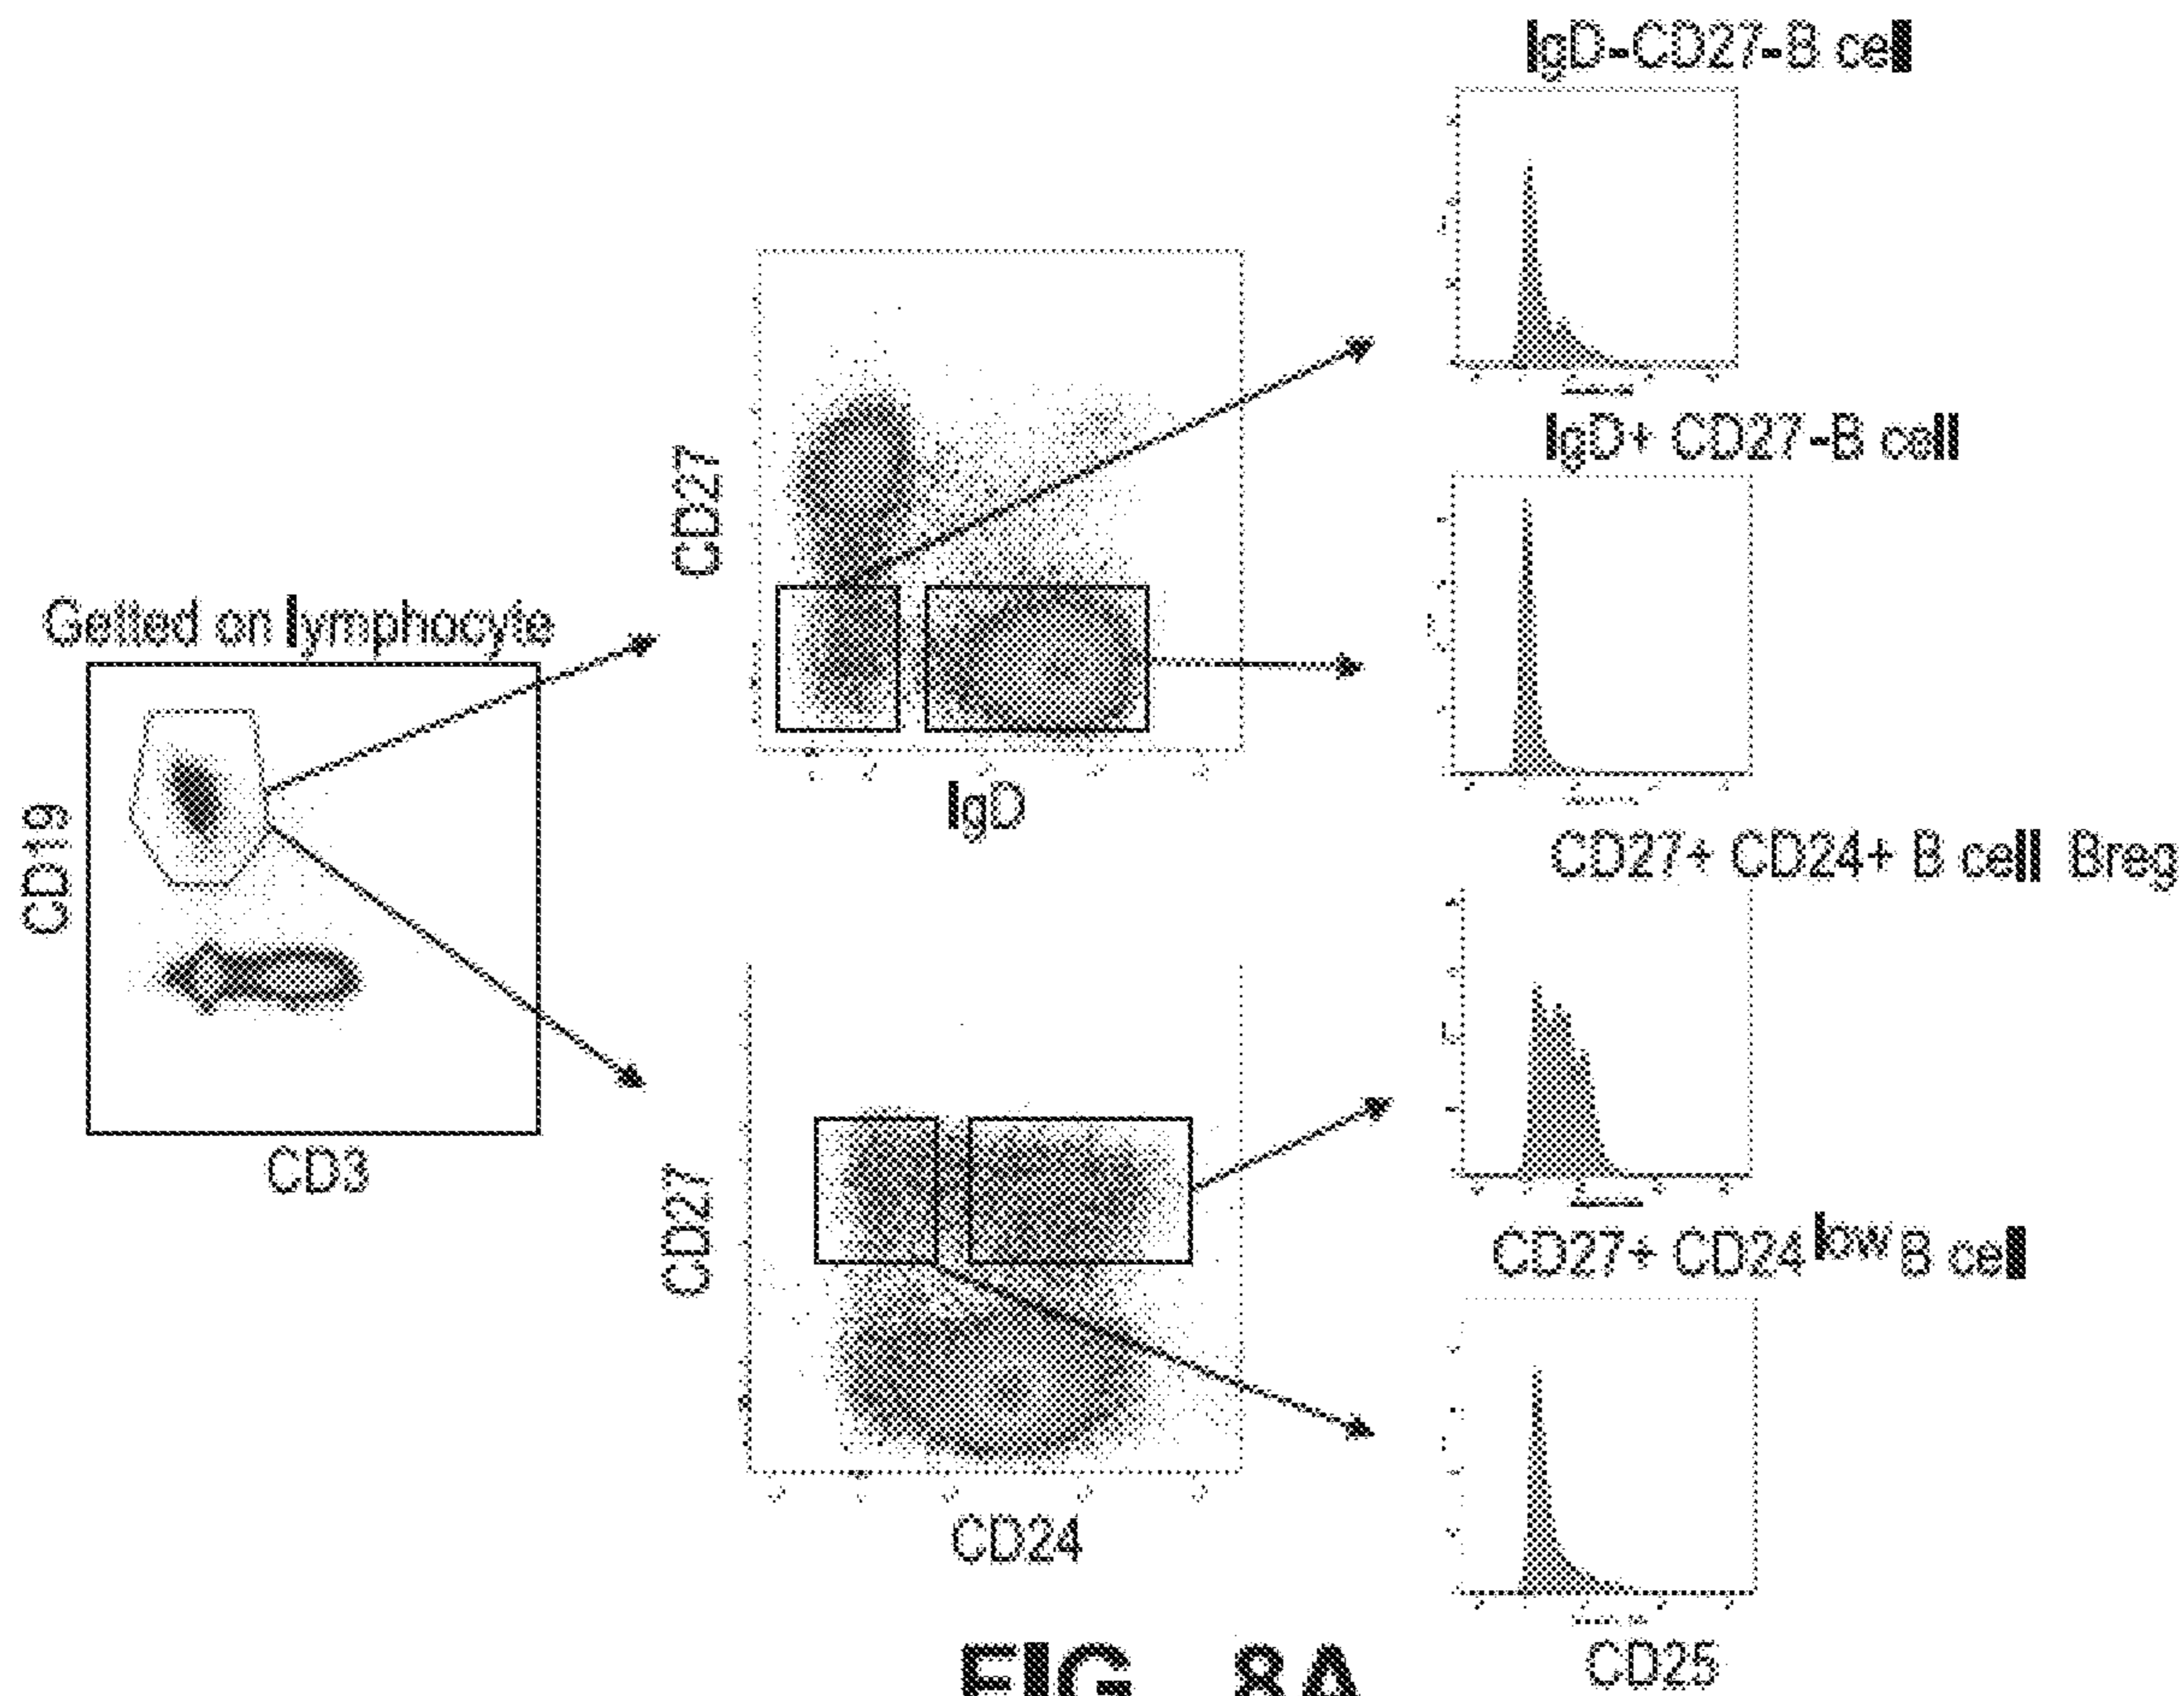 IgD-CD27-B cell
IgD+ CD27-B cell
CD27
Getted on lymphocyte
CD19
CD3
IgD
CD27+ CD24+ B cell Breg
CD27
CD27+ CD24 low B cell
CD24
CD25
FIG. 8A